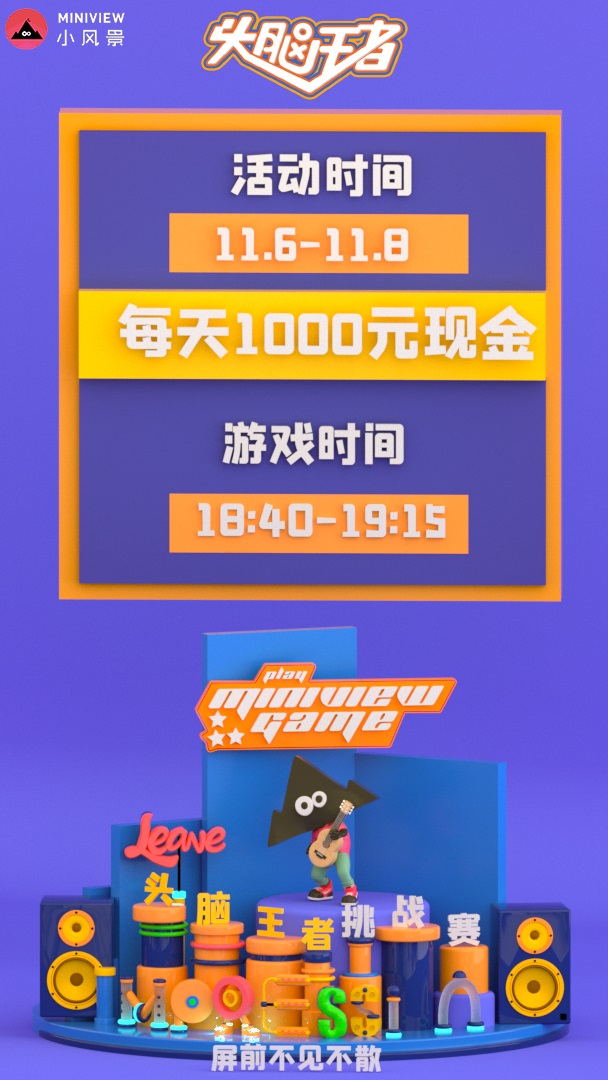 MINIVIEW
小风景
头脑王者
活动时间
11.6-11.8
每天1000元现金
游戏时间
18:40-19:15
play
MINIVIEW
GAME
Leave
头脑王者挑战赛
屏前不见不散